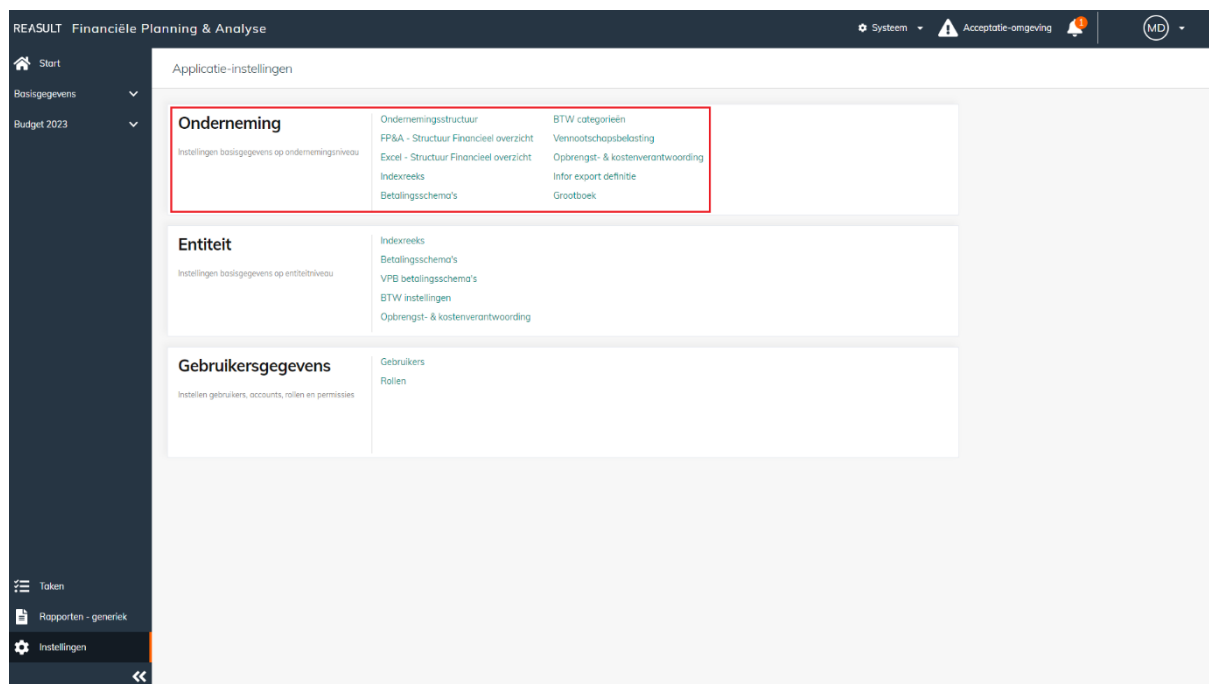 REASULT Financiële Planning & Analyse
Systeem
Acceptatie-omgeving
1
MD
Start
Basisgegevens
Budget 2023
Taken
Rapporten - generiek
Instellingen
Applicatie-instellingen
Onderneming
Instellingen basisgegevens op ondernemingsniveau
Ondernemingsstructuur
FP&A - Structuur Financieel overzicht
Excel - Structuur Financieel overzicht
Indexreeks
Betalingsschema's
BTW categorieën
Vennootschapsbelasting
Opbrengst- & kostenverantwoording
Infor export definitie
Grootboek
Entiteit
Instellingen basisgegevens op entiteitniveau
Indexreeks
Betalingsschema's
VPB betalingsschema's
BTW instellingen
Opbrengst- & kostenverantwoording
Gebruikersgegevens
Instellen gebruikers, accounts, rollen en permissies
Gebruikers
Rollen